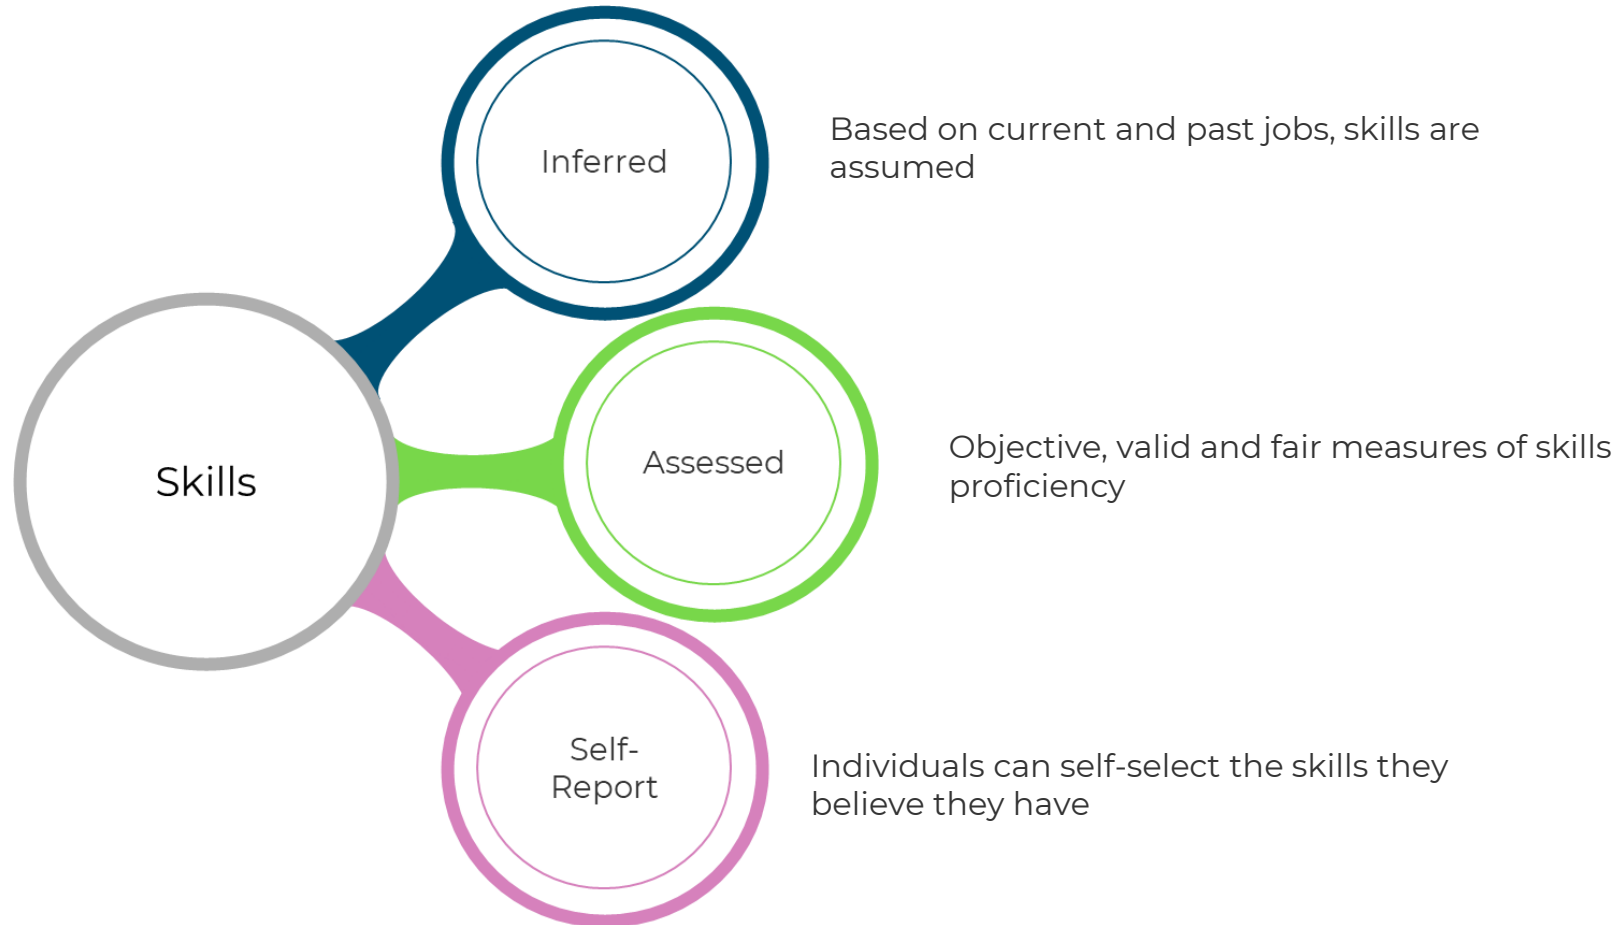 Inferred
Based on current and past jobs, skills are
assumed
Skills
Assessed
Objective, valid and fair measures of skills
proficiency
Self-
Report
Individuals can self-select the skills they
believe they have